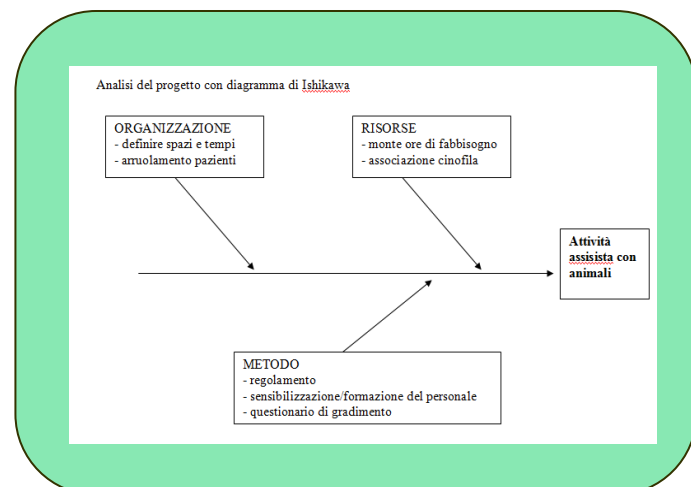 Analisi del progetto con diagramma di Ishikawa
ORGANIZZAZIONE
- definire spazi e tempi
- arruolamento pazienti
RISORSE
- monte ore di fabbisogno
- associazione cinofila
Attività
assisista con
animali
METODO
- regolamento
- sensibilizzazione/formazione del personale
- questionario di gradimento